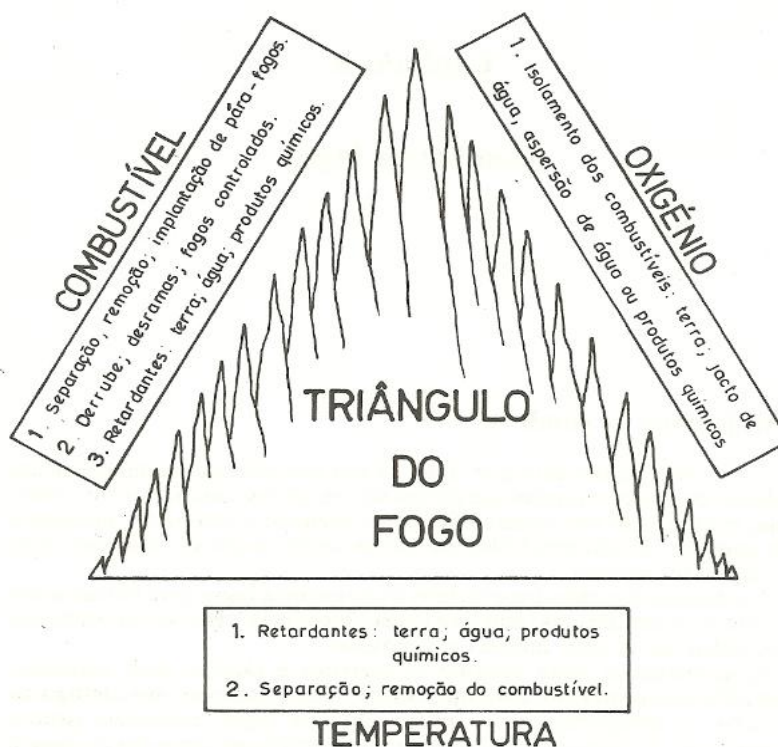 COMBUSTÍVEL
1. Separação, remoção; implantação de pára-fogos.
2. Derrube; desramas; fogos controlados.
3. Retardantes: terra; água; produtos químicos.
OXIGÉNIO
1. Isolamento dos combustíveis: terra; jacto de
água, aspersão de água ou produtos químicos
TRIÂNGULO
DO
FOGO
1. Retardantes: terra; água; produtos
químicos.
2. Separação; remoção do combustível.
TEMPERATURA